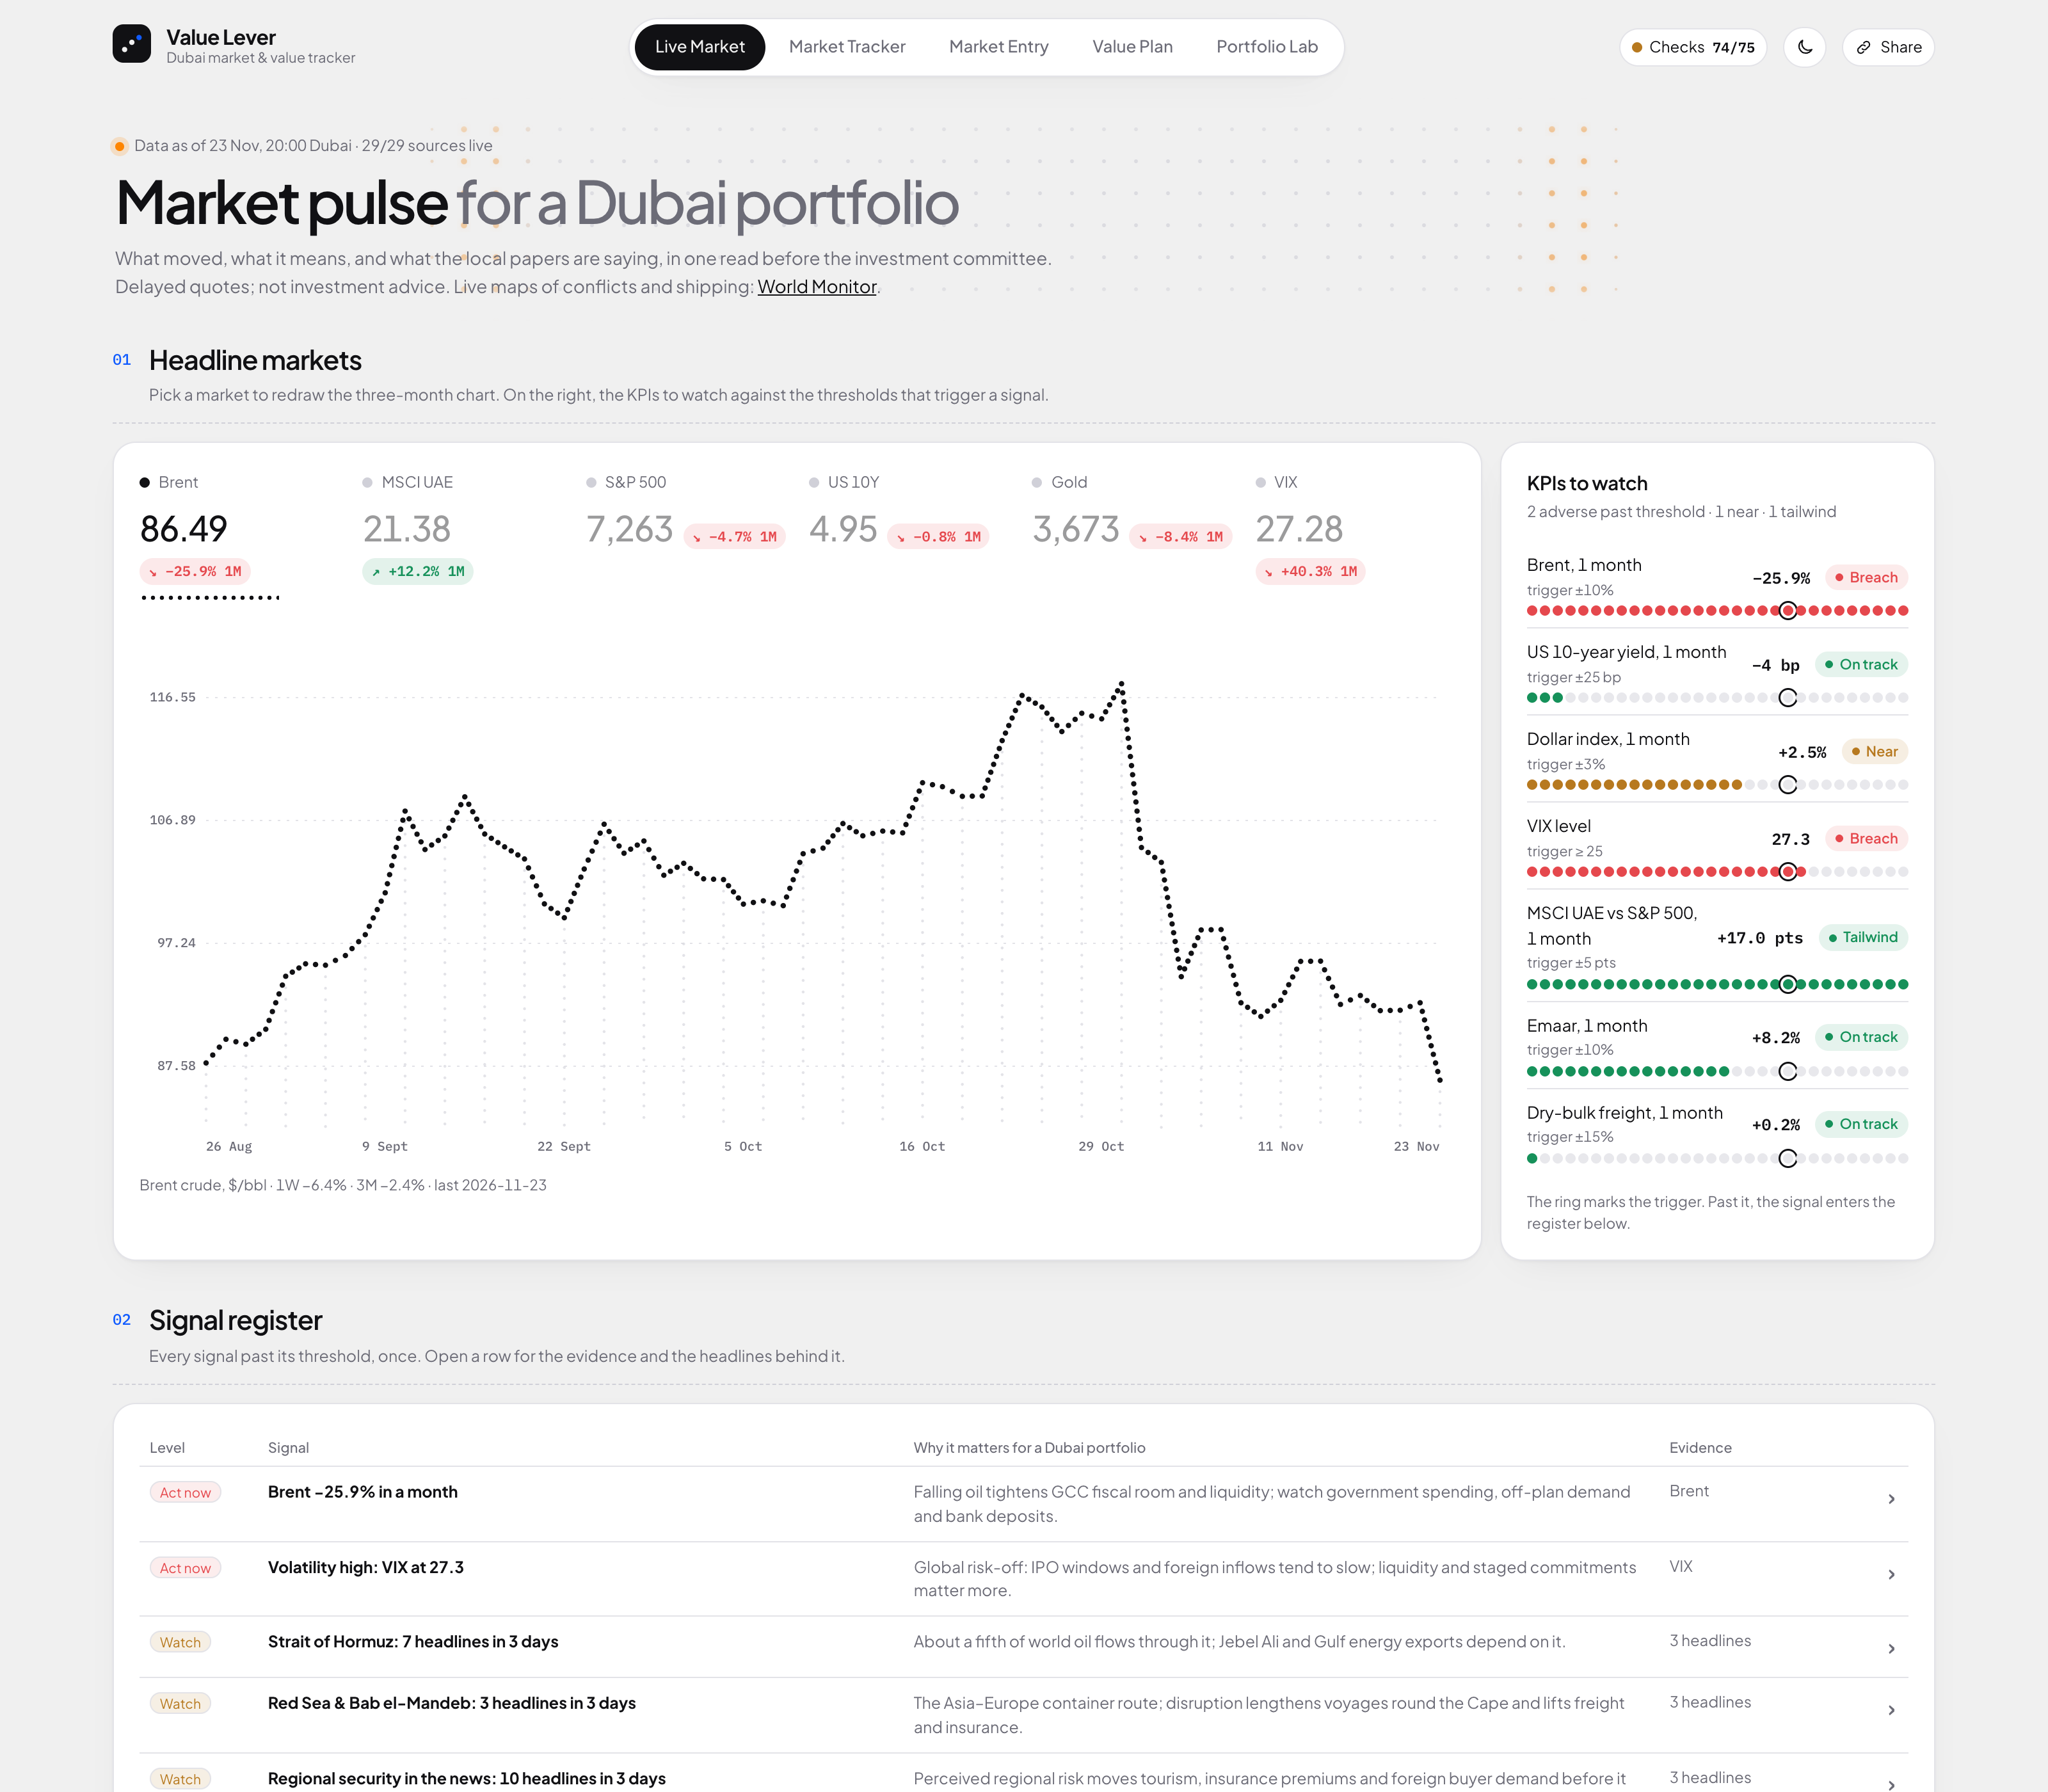 Value Lever
Dubai market & value tracker
Live Market
Market Tracker
Market Entry
Value Plan
Portfolio Lab
Checks 74/75
Share
Data as of 23 Nov, 20:00 Dubai · 29/29 sources live
Market pulse for a Dubai portfolio
What moved, what it means, and what the local papers are saying, in one read before the investment committee.
Delayed quotes; not investment advice. Live maps of conflicts and shipping: World Monitor.
01 Headline markets
Pick a market to redraw the three-month chart. On the right, the KPIs to watch against the thresholds that trigger a signal.
Brent
86.49
↘ −25.9% 1M
MSCI UAE
21.38
↗ +12.2% 1M
S&P 500
7,263 ↘ −4.7% 1M
US 10Y
4.95 ↘ −0.8% 1M
Gold
3,673 ↘ −8.4% 1M
VIX
27.28
↘ +40.3% 1M
116.55
106.89
97.24
87.58
26 Aug 9 Sept 22 Sept 5 Oct 16 Oct 29 Oct 11 Nov 23 Nov
Brent crude, $/bbl · 1W −6.4% · 3M −2.4% · last 2026-11-23
KPIs to watch
2 adverse past threshold · 1 near · 1 tailwind
Brent, 1 month
trigger ±10%
−25.9% Breach
US 10-year yield, 1 month
trigger ±25 bp
−4 bp On track
Dollar index, 1 month
trigger ±3%
+2.5% Near
VIX level
trigger ≥ 25
27.3 Breach
MSCI UAE vs S&P 500,
1 month
trigger ±5 pts
+17.0 pts Tailwind
Emaar, 1 month
trigger ±10%
+8.2% On track
Dry-bulk freight, 1 month
trigger ±15%
+0.2% On track
The ring marks the trigger. Past it, the signal enters the
register below.
02 Signal register
Every signal past its threshold, once. Open a row for the evidence and the headlines behind it.
Level Signal Why it matters for a Dubai portfolio Evidence
Act now
Brent −25.9% in a month
Falling oil tightens GCC fiscal room and liquidity; watch government spending, off-plan demand
and bank deposits.
Brent
Act now
Volatility high: VIX at 27.3
Global risk-off: IPO windows and foreign inflows tend to slow; liquidity and staged commitments
matter more.
VIX
Watch
Strait of Hormuz: 7 headlines in 3 days
About a fifth of world oil flows through it; Jebel Ali and Gulf energy exports depend on it.
3 headlines
Watch
Red Sea & Bab el-Mandeb: 3 headlines in 3 days
The Asia–Europe container route; disruption lengthens voyages round the Cape and lifts freight
and insurance.
3 headlines
Watch
Regional security in the news: 10 headlines in 3 days
Perceived regional risk moves tourism, insurance premiums and foreign buyer demand before it
3 headlines